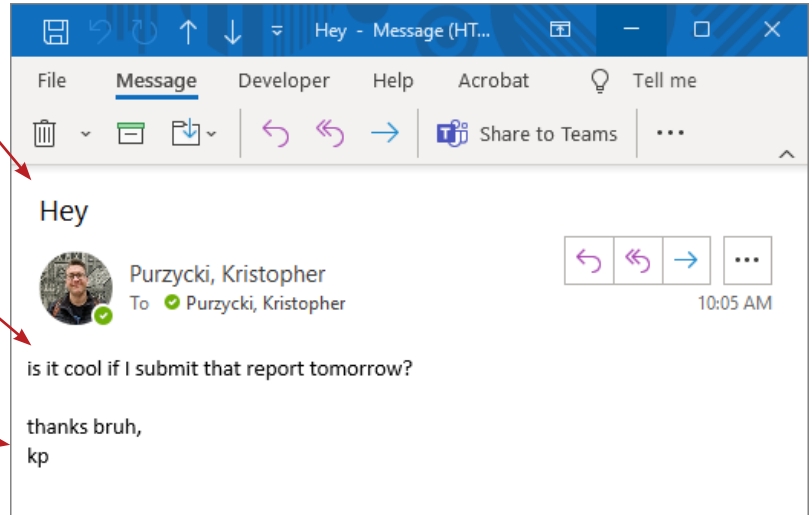 Hey - Message (HT...
File Message Developer Help Acrobat Tell me
Share to Teams
Hey
Purzycki, Kristopher
To Purzycki, Kristopher
10:05 AM
is it cool if I submit that report tomorrow?
thanks bruh,
kp